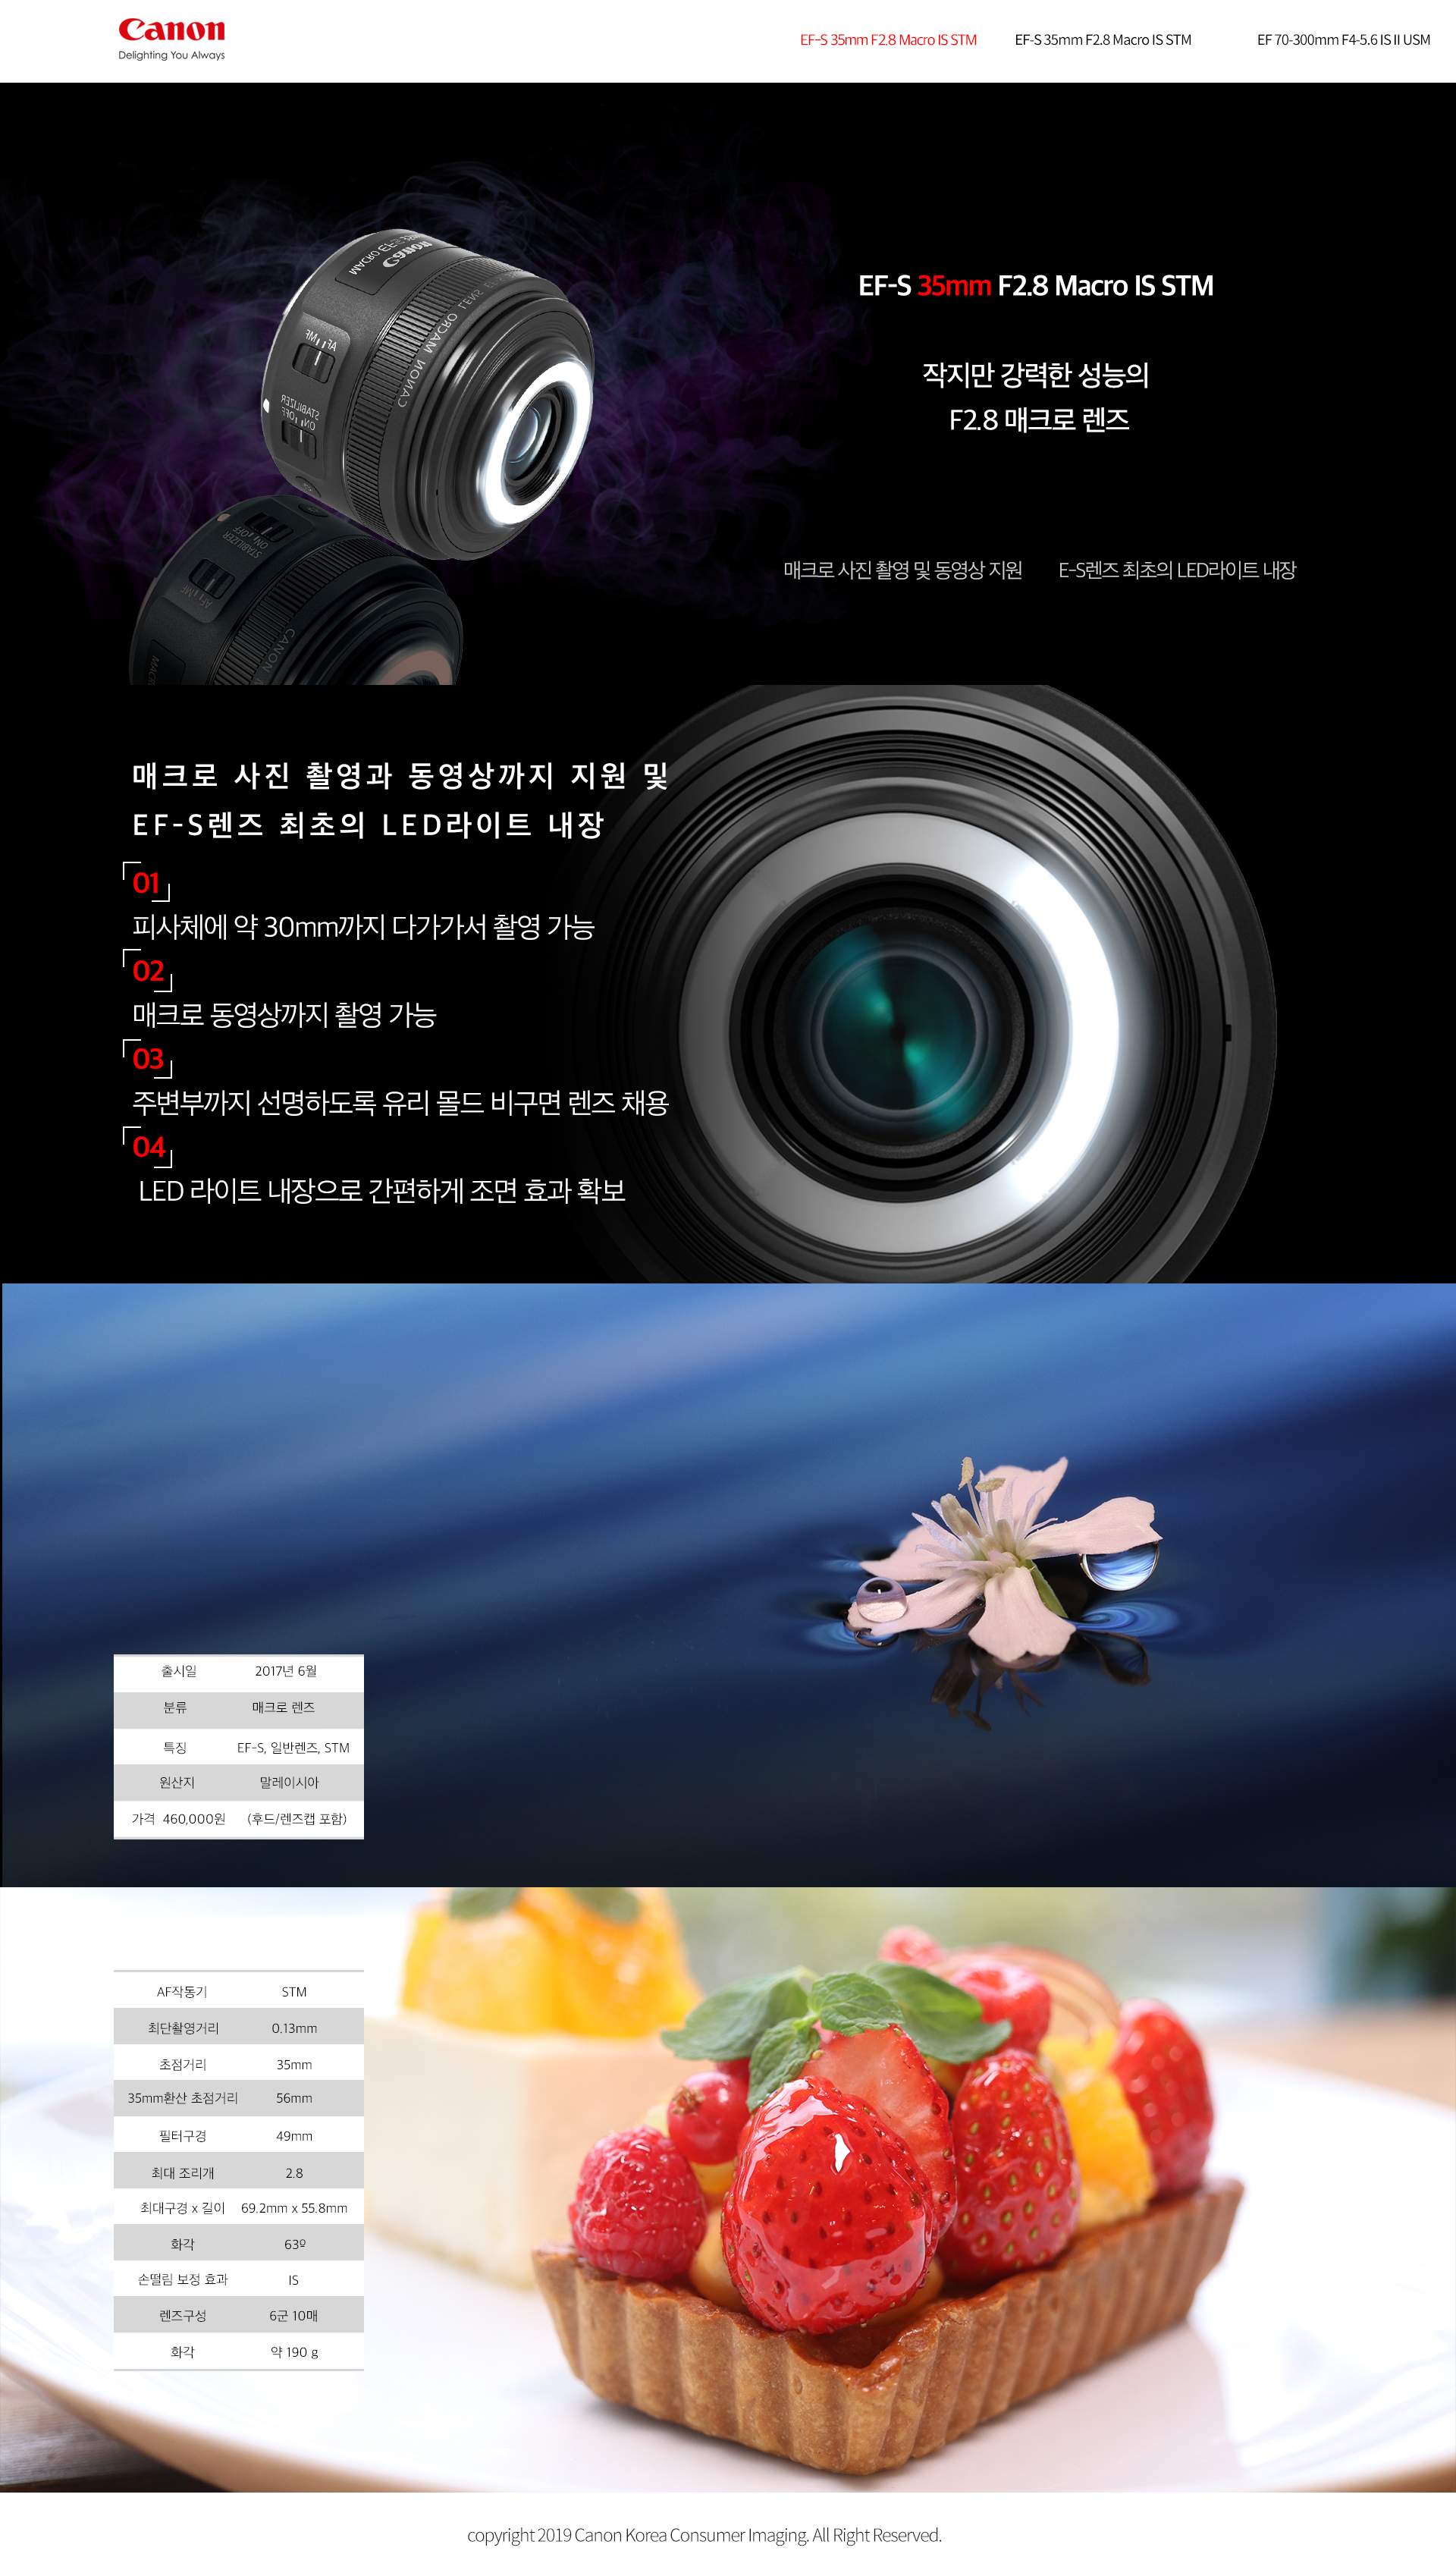 Canon
Delighting You Always
EF-S 35mm F2.8 Macro IS STM
EF-S 35mm F2.8 Macro IS STM
EF 70-300mm F4-5.6 IS II USM
Canon
CANON MACRO LENS
AF MF
STABILIZER
ON OFF
EF-S 35mm F2.8 Macro IS STM
작지만 강력한 성능의
F2.8 매크로 렌즈
매크로 사진 촬영 및 동영상 지원
E-S렌즈 최초의 LED라이트 내장
STABILIZER
ON OFF
AF MF
CANON
매크로 사진 촬영과 동영상까지 지원 및
EF-S렌즈 최초의 LED라이트 내장
01
피사체에 약 30mm까지 다가가서 촬영 가능
02
매크로 동영상까지 촬영 가능
03
주변부까지 선명하도록 유리 몰드 비구면 렌즈 채용
04
LED 라이트 내장으로 간편하게 조면 효과 확보
출시일 2017년 6월
분류 매크로 렌즈
특징 EF-S, 일반렌즈, STM
원산지 말레이시아
가격 460,000원 (후드/렌즈캡 포함)
AF작동기 STM
최단촬영거리 0.13mm
초점거리 35mm
35mm환산 초점거리 56mm
필터구경 49mm
최대 조리개 2.8
최대구경 x 길이 69.2mm x 55.8mm
화각 63º
손떨림 보정 효과 IS
렌즈구성 6군 10매
화각 약 190 g
copyright 2019 Canon Korea Consumer Imaging. All Right Reserved.